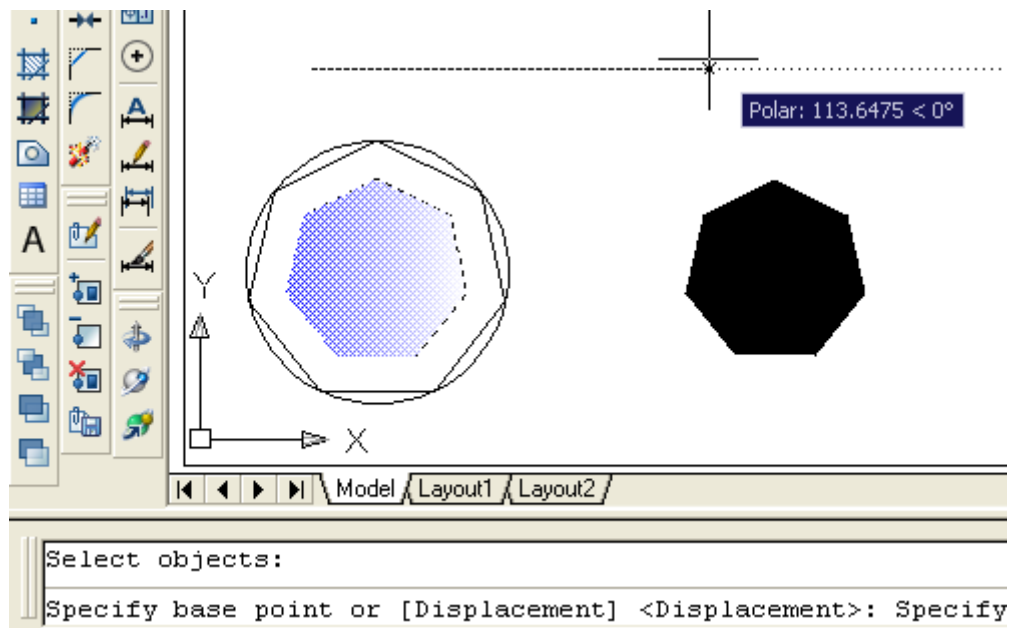 A
A
Polar: 113.6475 < 0°
Y
X
Model
Layout1
Layout2
Select objects:
Specify base point or [Displacement] <Displacement>: Specify